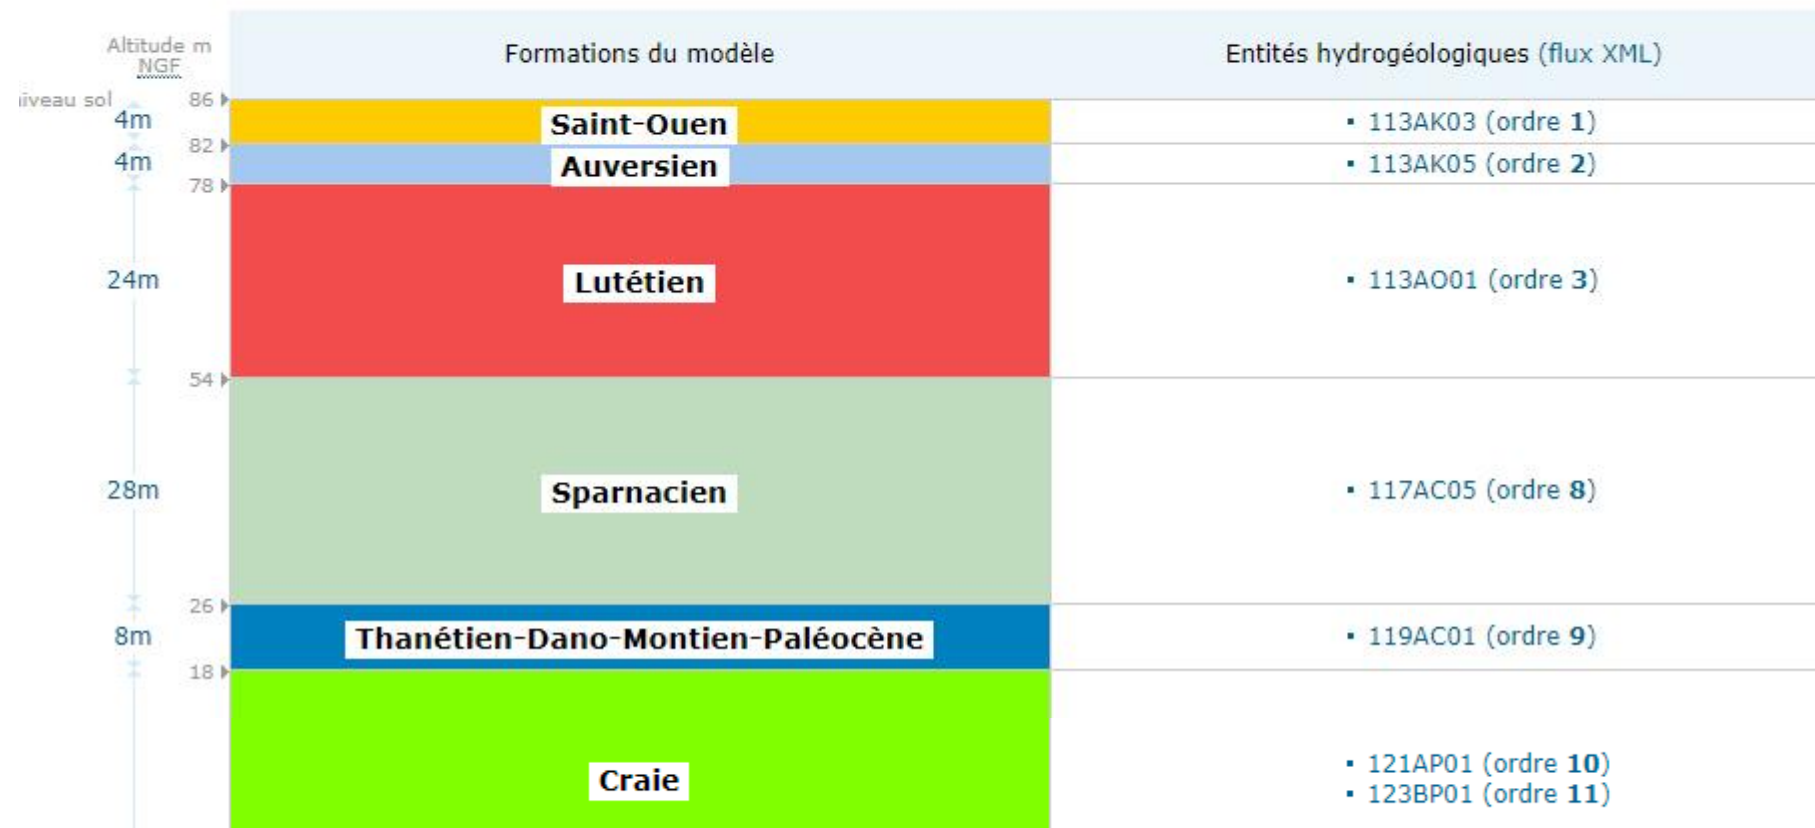 Altitude m
NGF
Formations du modèle
Entités hydrogéologiques (flux XML)
iveau sol
86
4m
Saint-Ouen
▪ 113AK03 (ordre 1)
82
4m
Auversien
▪ 113AK05 (ordre 2)
78
24m
Lutétien
▪ 113AO01 (ordre 3)
54
28m
Sparnacien
▪ 117AC05 (ordre 8)
26
8m
Thanétien-Dano-Montien-Paléocène
▪ 119AC01 (ordre 9)
18
Craie
▪ 121AP01 (ordre 10)
▪ 123BP01 (ordre 11)